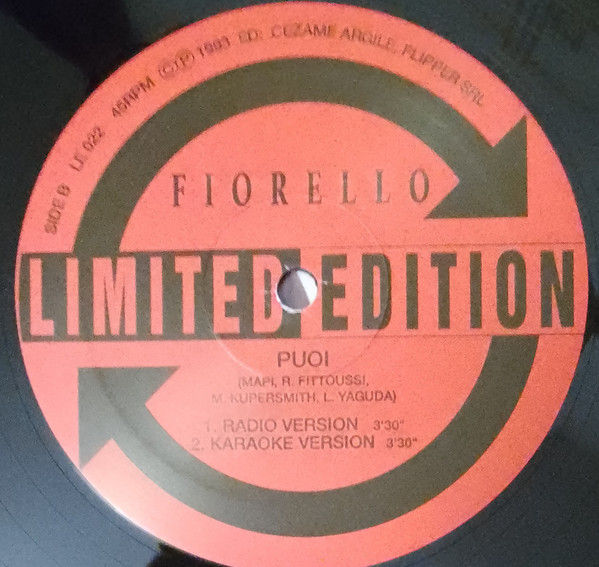 SIDE B LE 022 45RPM ©℗ 1993 ED. CEZAME ARGILE, FLIPPER SRL
FIORELLO
LIMITED EDITION
PUOI
(MAPI, R. FITTOUSSI,
M. KUPERSMITH, L. YAGUDA)
1. RADIO VERSION 3'30"
2. KARAOKE VERSION 3'30"